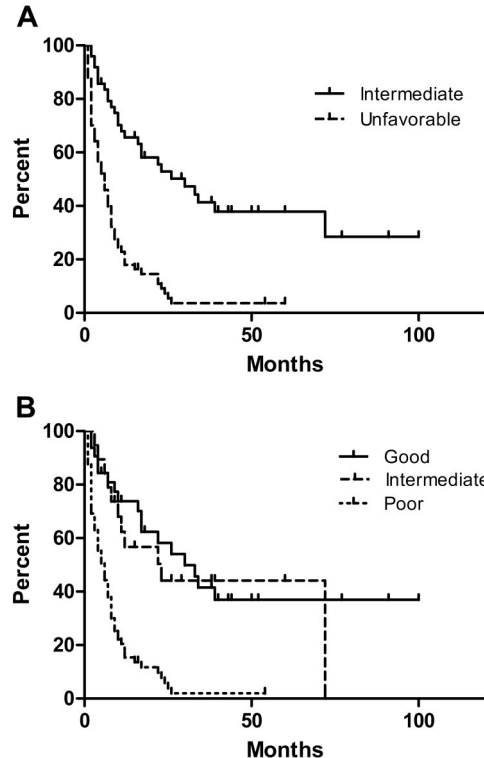 A
100
80
60
40
20
0
Percent
Intermediate
Unfavorable
0 50 100
Months
B
100
80
60
40
20
0
Percent
Good
Intermediate
Poor
0 50 100
Months